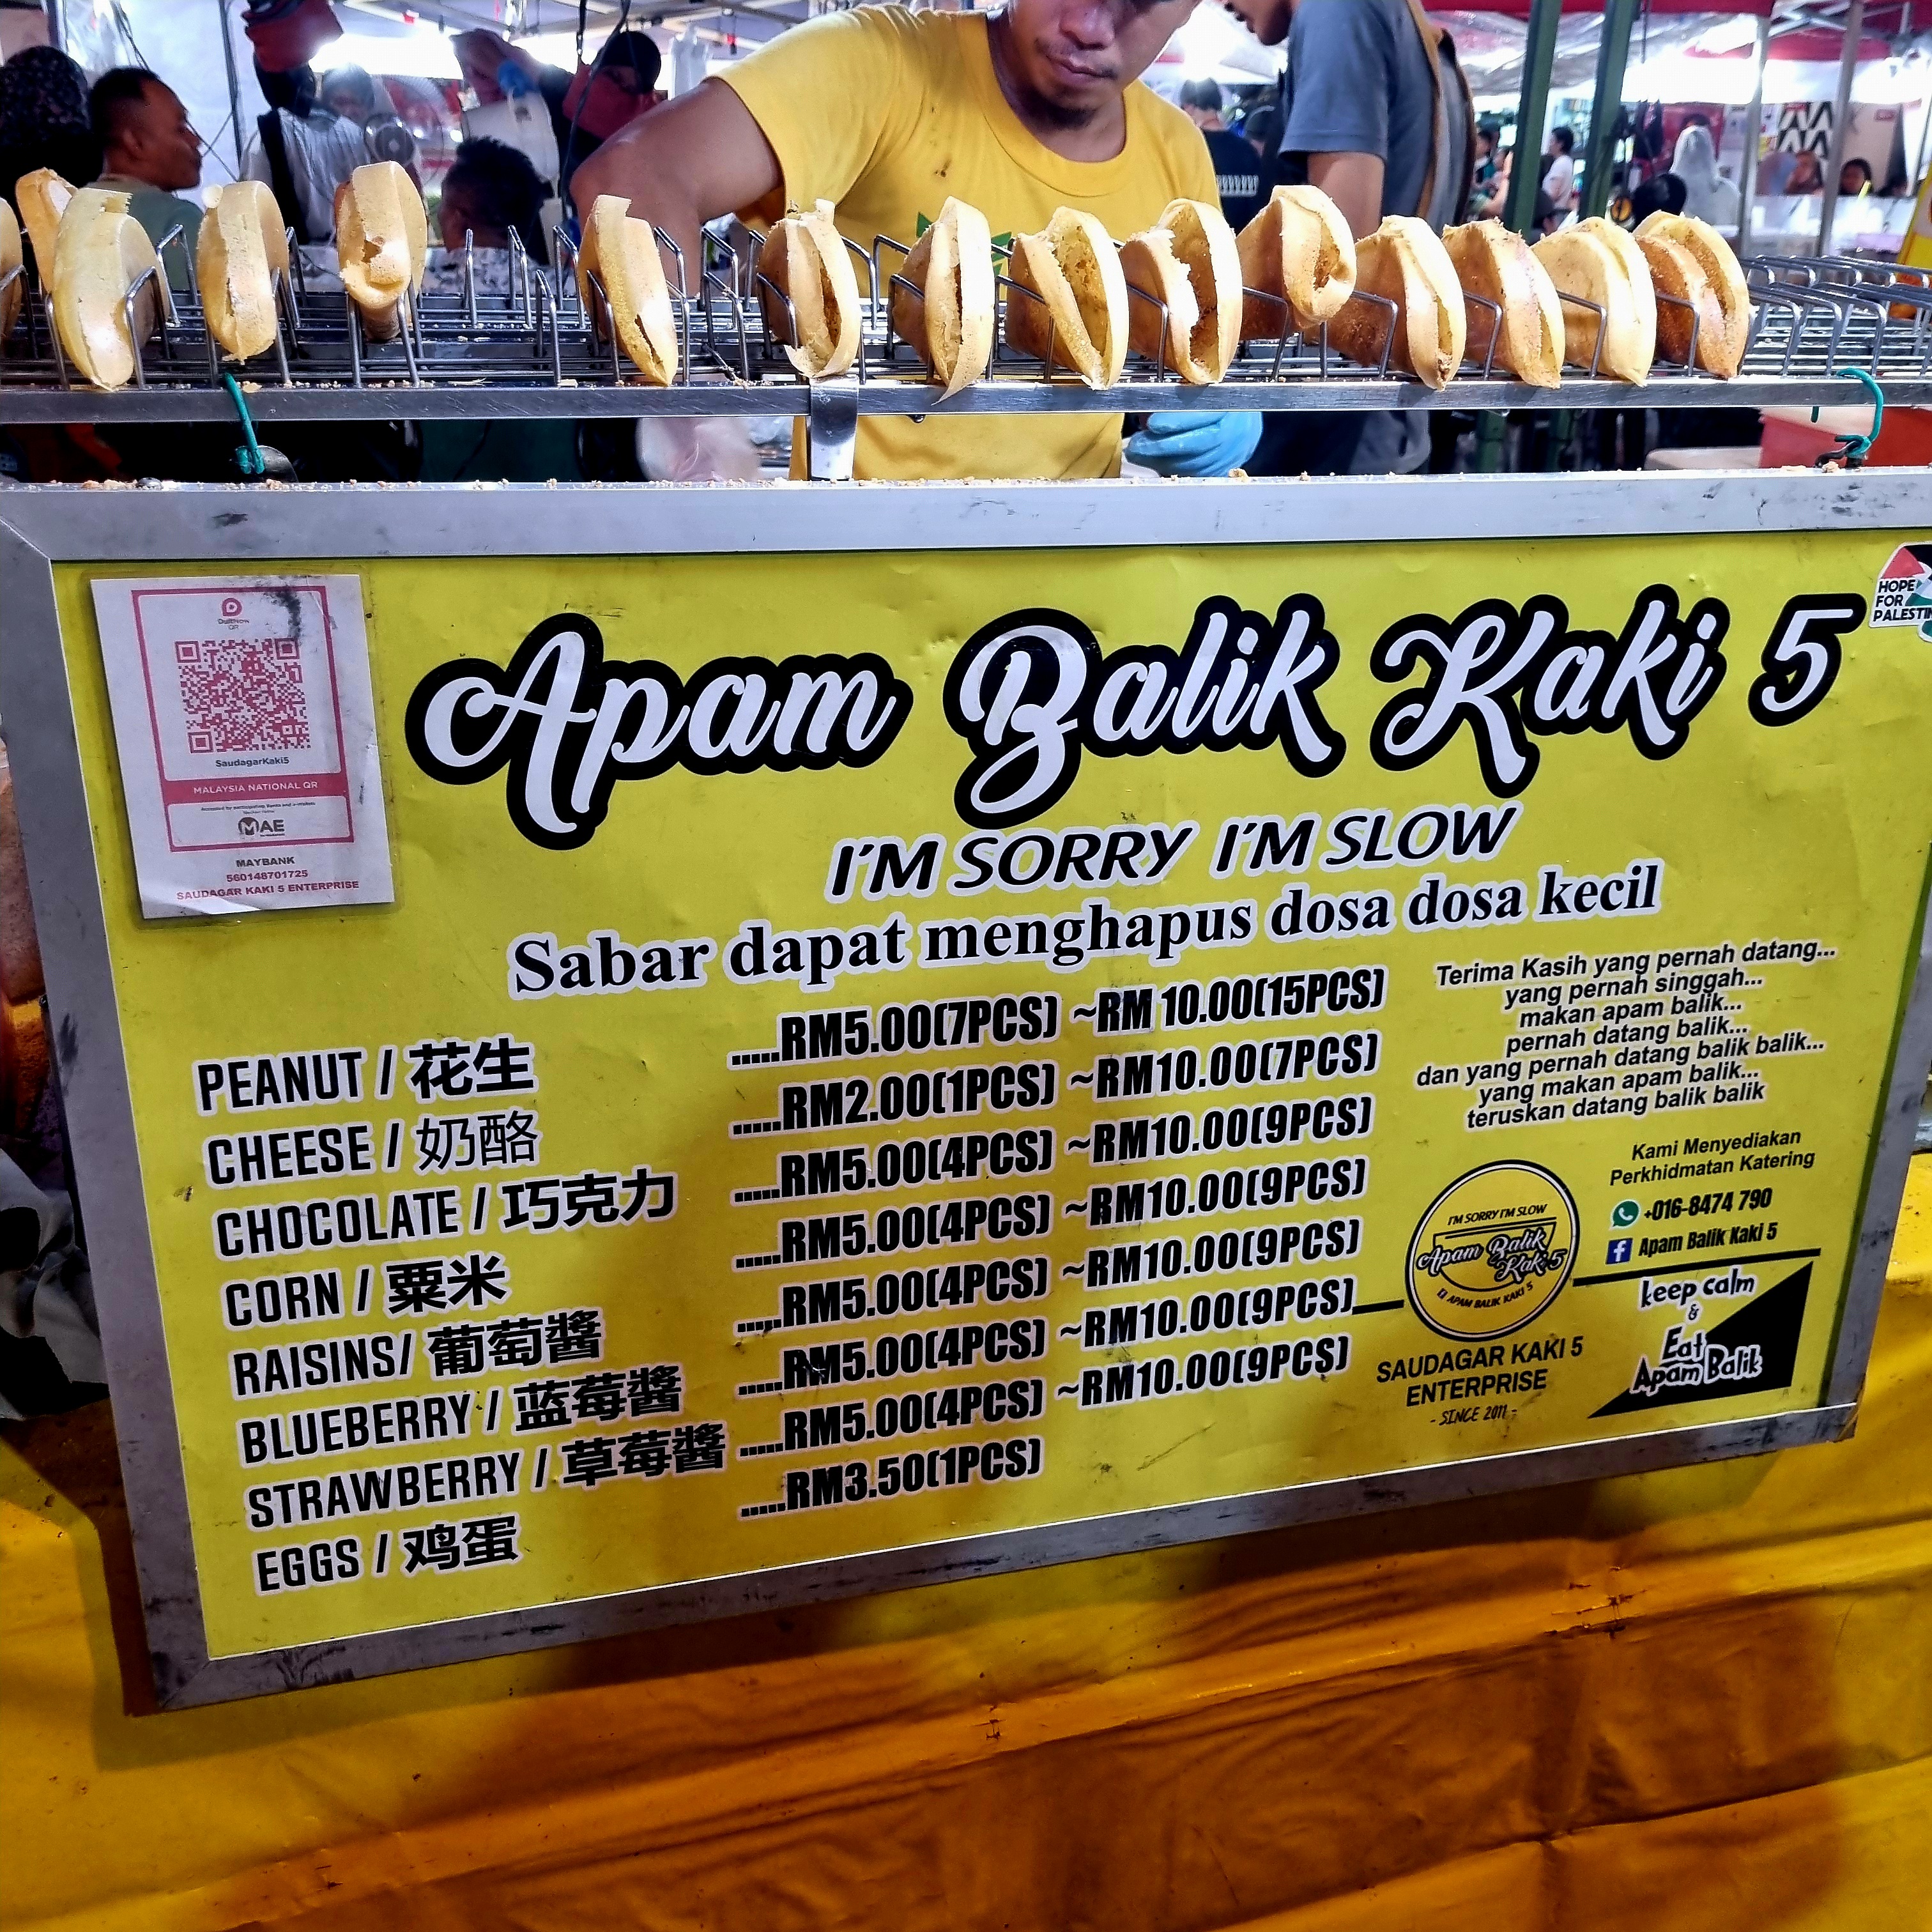 DuitNow
QR
SaudagarKaki5
MALAYSIA NATIONAL QR
MAE
MAYBANK
560148701725
SAUDAGAR KAKI 5 ENTERPRISE
Apam Balik Kaki 5
HOPE
FOR
I'M SORRY I'M SLOW
Sabar dapat menghapus dosa dosa kecil
PEANUT / 花生 .....RM5.00(7PCS) ~RM 10.00(15PCS)
CHEESE / 奶酪 .....RM2.00(1PCS) ~RM10.00(7PCS)
CHOCOLATE / 巧克力 .....RM5.00(4PCS) ~RM10.00(9PCS)
CORN / 粟米 .....RM5.00(4PCS) ~RM10.00(9PCS)
RAISINS/ 葡萄醬 .....RM5.00(4PCS) ~RM10.00(9PCS)
BLUEBERRY / 蓝莓醬 .....RM5.00(4PCS) ~RM10.00(9PCS)
STRAWBERRY / 草莓醬 .....RM5.00(4PCS) ~RM10.00(9PCS)
EGGS / 鸡蛋 .....RM3.50(1PCS)
Terima Kasih yang pernah datang...
yang pernah singgah...
makan apam balik...
pernah datang balik...
dan yang pernah datang balik balik...
yang makan apam balik...
teruskan datang balik balik
Kami Menyediakan
Perkhidmatan Katering
+016-8474 790
Apam Balik Kaki 5
I'M SORRY I'M SLOW
Apam Balik
Kaki 5
APAM BALIK KAKI 5
SAUDAGAR KAKI 5
ENTERPRISE
- SINCE 2011 -
keep calm
&
Eat
Apam Balik